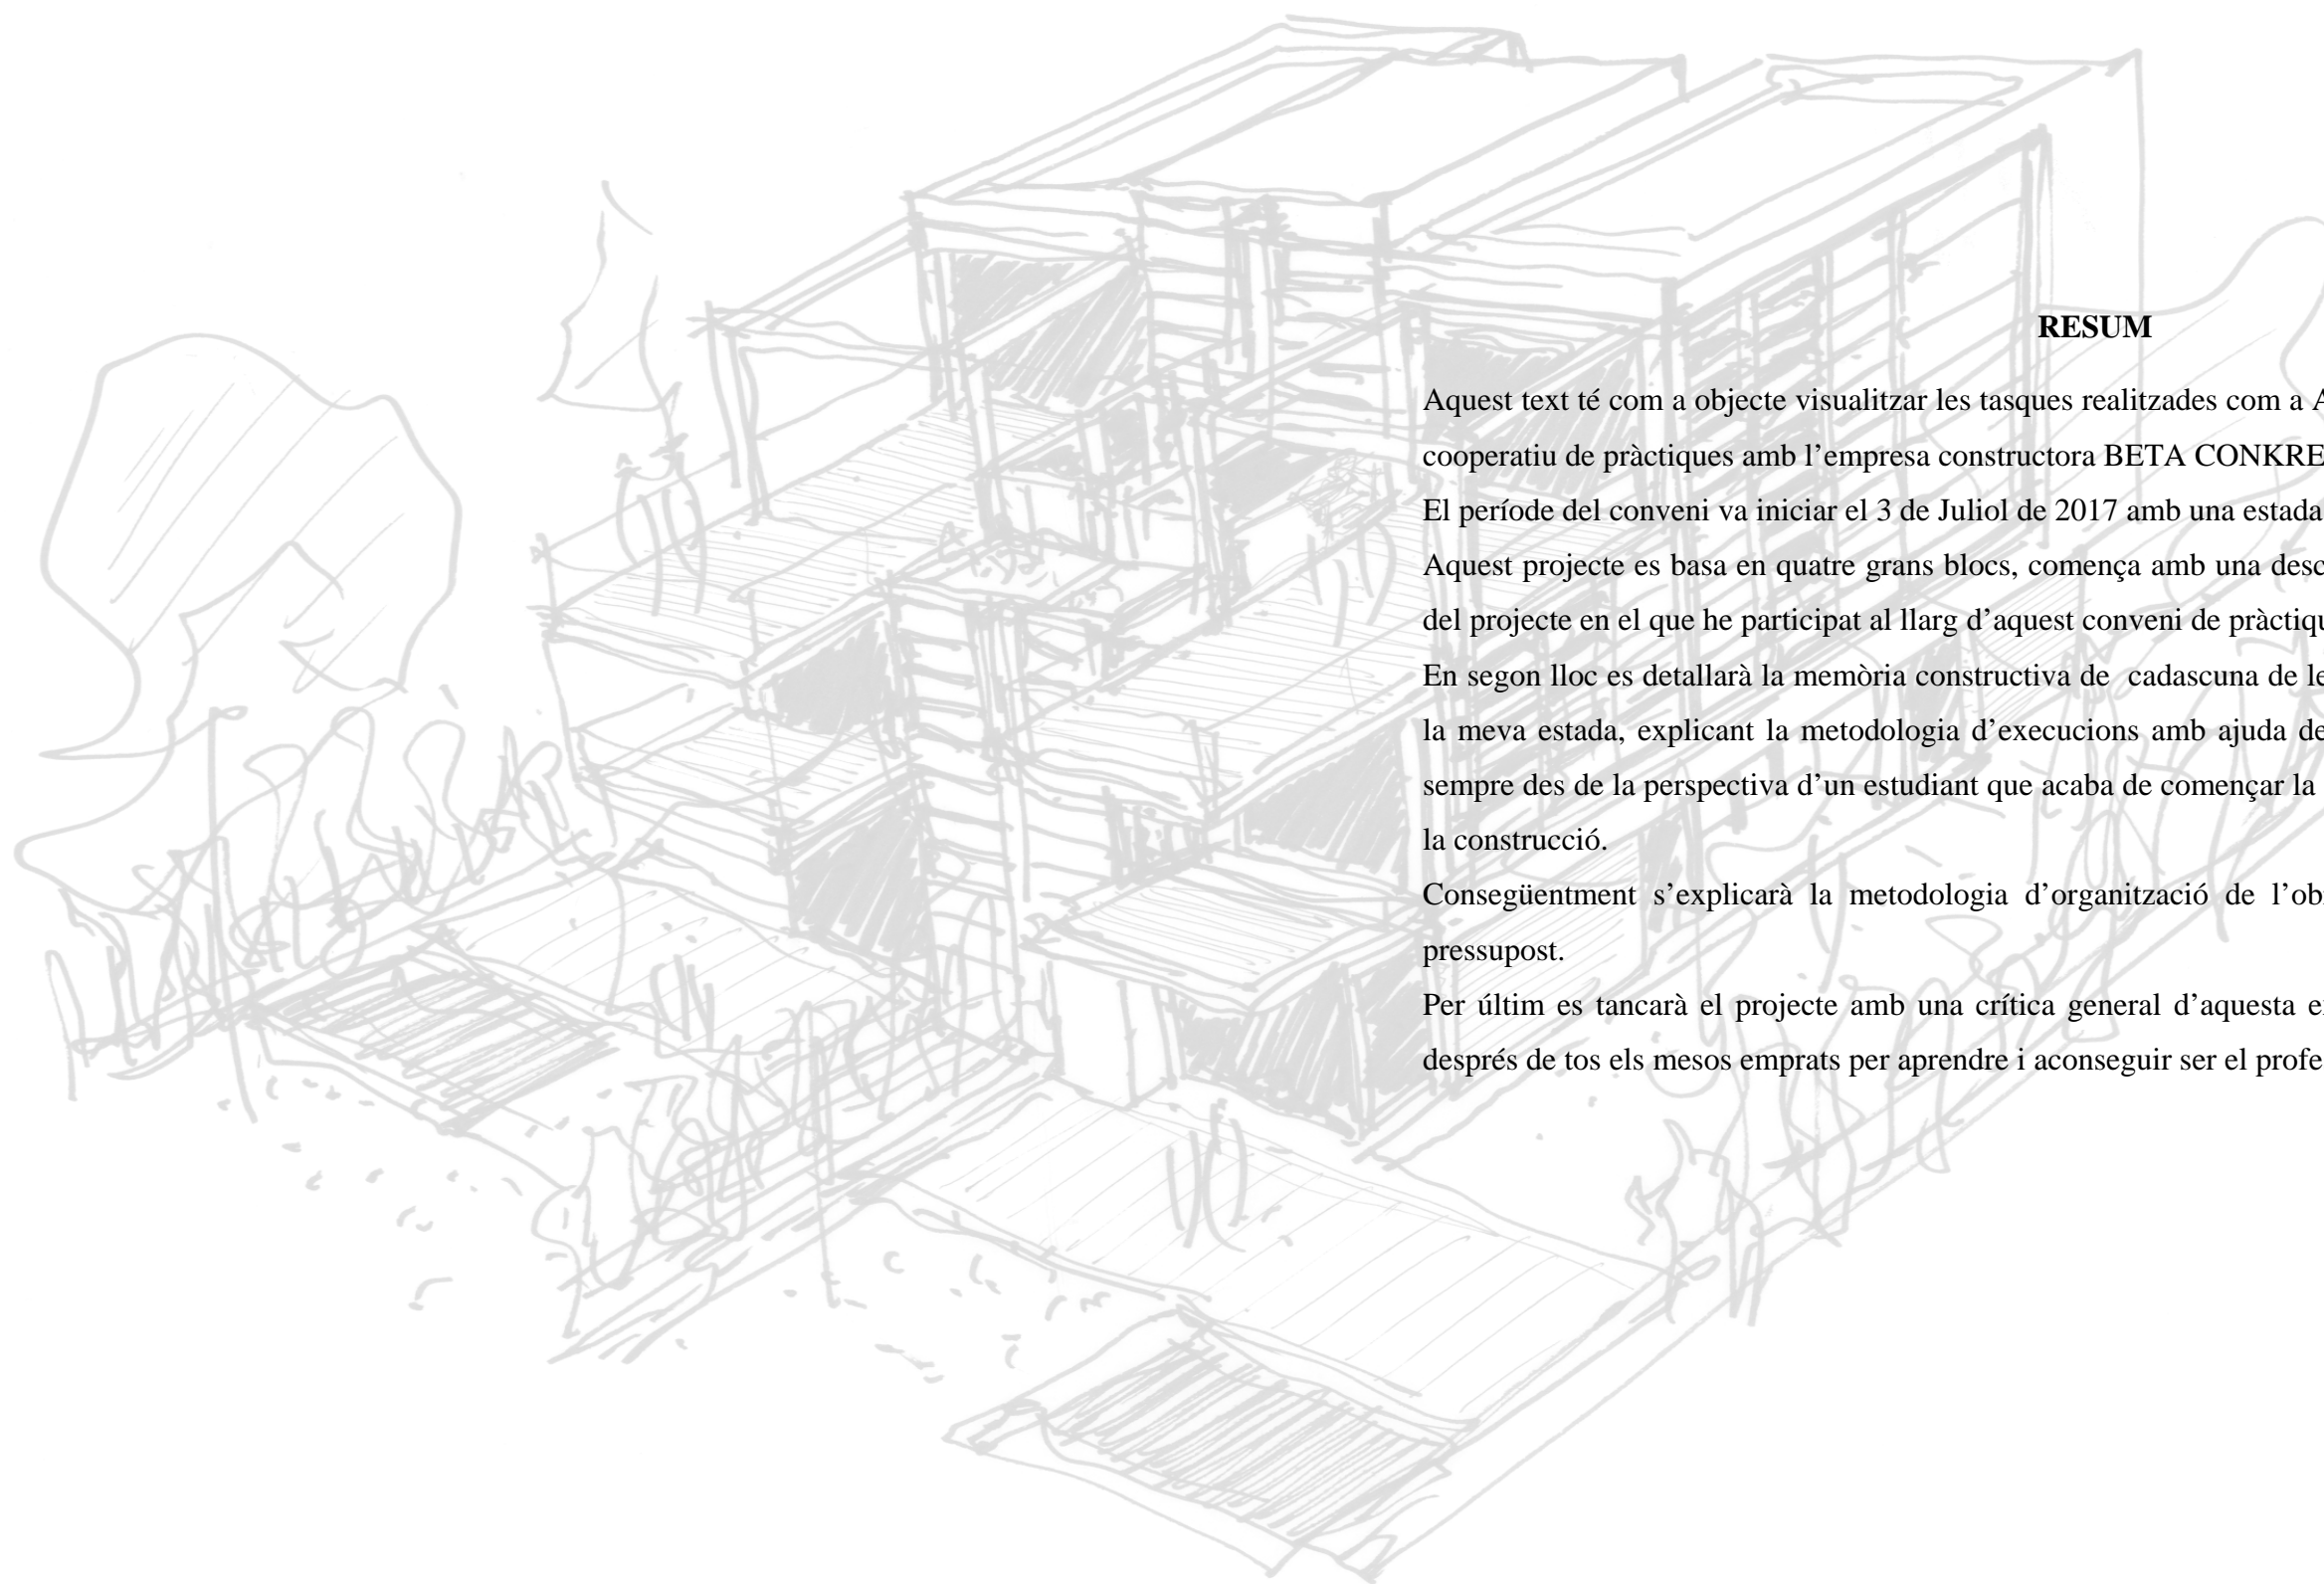 RESUM
Aquest text té com a objecte visualitzar les tasques realitzades com a
cooperatiu de pràctiques amb l’empresa constructora BETA
El període del conveni va iniciar el 3 de Juliol de 2017 amb una estada
Aquest projecte es basa en quatre grans blocs, comença amb una
del projecte en el que he participat al llarg d’aquest conveni de
En segon lloc es detallarà la memòria constructiva de cadascuna de
la meva estada, explicant la metodologia d’execucions amb ajuda
sempre des de la perspectiva d’un estudiant que acaba de començar la
la construcció.
Consegüentment s’explicarà la metodologia d’organització de
pressupost.
Per últim es tancarà el projecte amb una crítica general d’aquesta
després de tos els mesos emprats per aprendre i aconseguir ser el